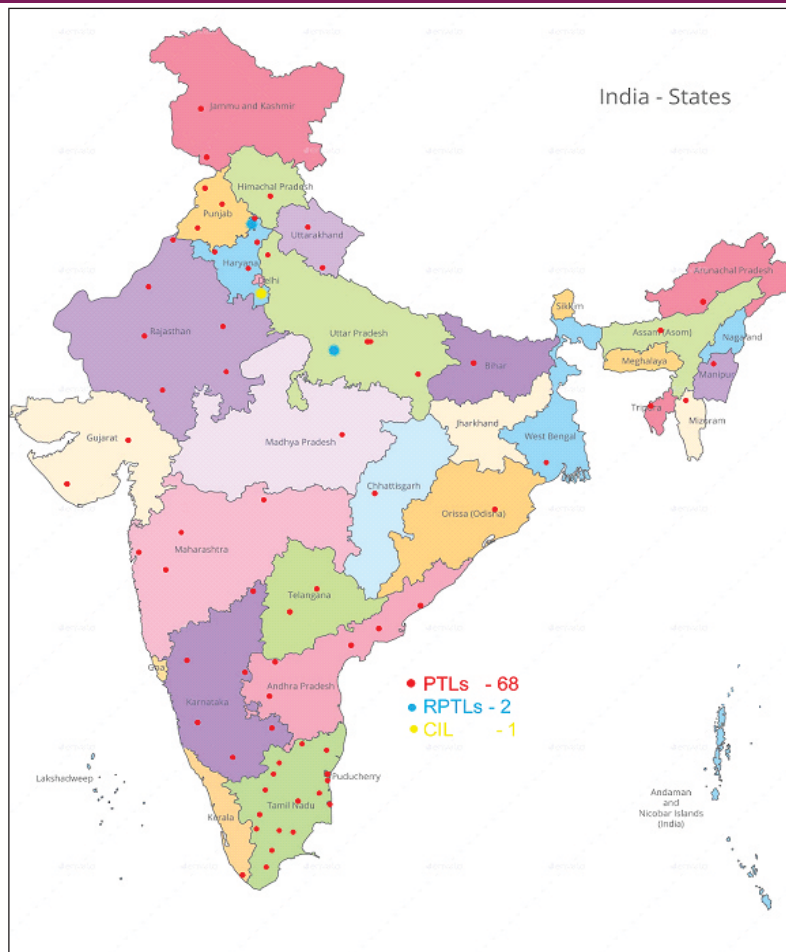 India - States
Jammu and Kashmir
Himachal Pradesh
Punjab
Uttarakhand
Haryana
Delhi
Arunachal Pradesh
Sikkim
Rajasthan
Uttar Pradesh
Assam (Asom)
Nagaland
Bihar
Meghalaya
Manipur
Tripura
Mizoram
Gujarat
Madhya Pradesh
Jharkhand
West Bengal
Chhattisgarh
Orissa (Odisha)
Maharashtra
Telangana
Goa
Andhra Pradesh
Karnataka
PTLs - 68
RPTLs - 2
CIL - 1
Lakshadweep
Puducherry
Tamil Nadu
Kerala
Andaman
and
Nicobar Islands
(India)